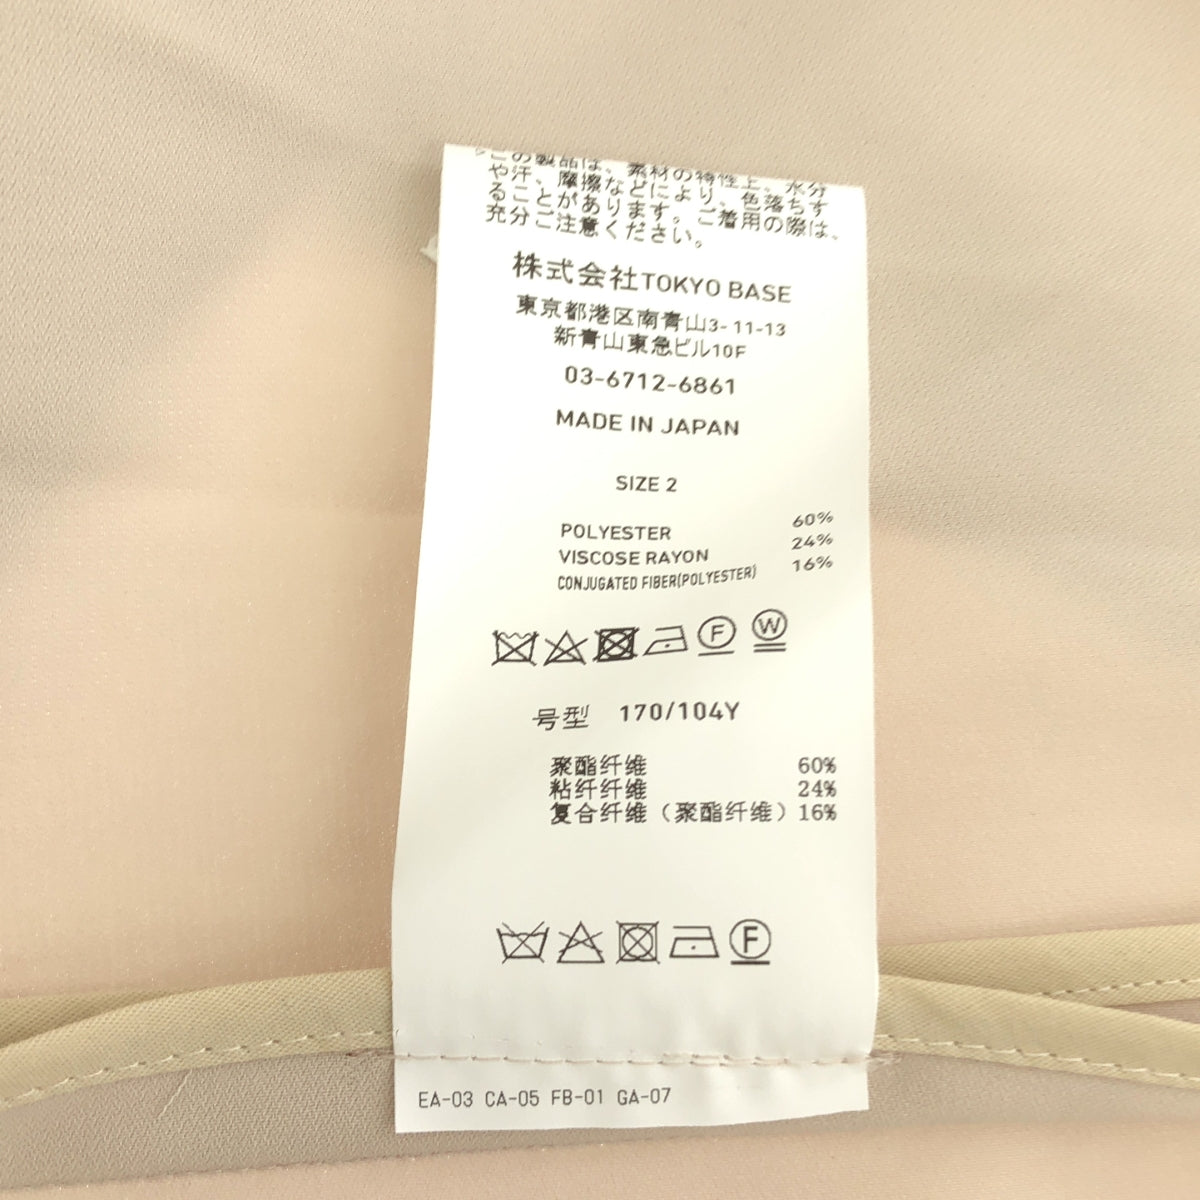 この製品は、素材の特性上、水分
や汗、摩擦などにより、色落ちす
ることがあります。ご着用の際は、
充分ご注意ください。
株式会社TOKYO BASE
東京都港区南青山3-11-13
新青山東急ビル10F
03-6712-6861
MADE IN JAPAN
SIZE 2
POLYESTER 60%
VISCOSE RAYON 24%
CONJUGATED FIBER(POLYESTER) 16%
F W
号型 170/104Y
聚酯纤维 60%
粘纤纤维 24%
复合纤维（聚酯纤维）16%
F
EA-03 CA-05 FB-01 GA-07